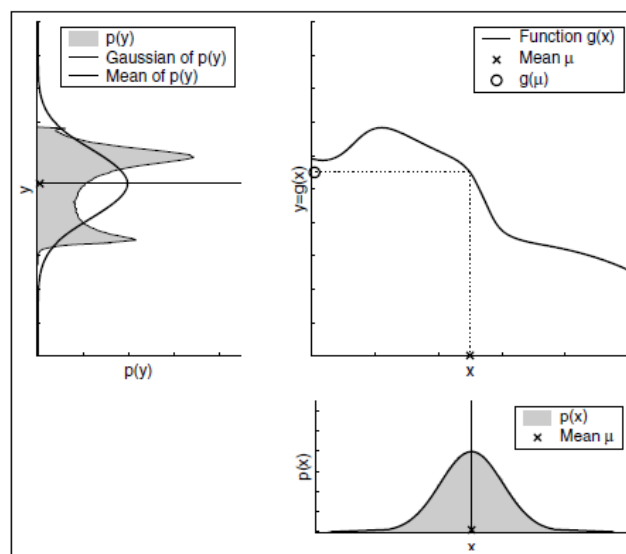 p(y)
Gaussian of p(y)
Mean of p(y)
y
p(y)
Function g(x)
Mean μ
g(μ)
y=g(x)
x
p(x)
Mean μ
p(x)
x